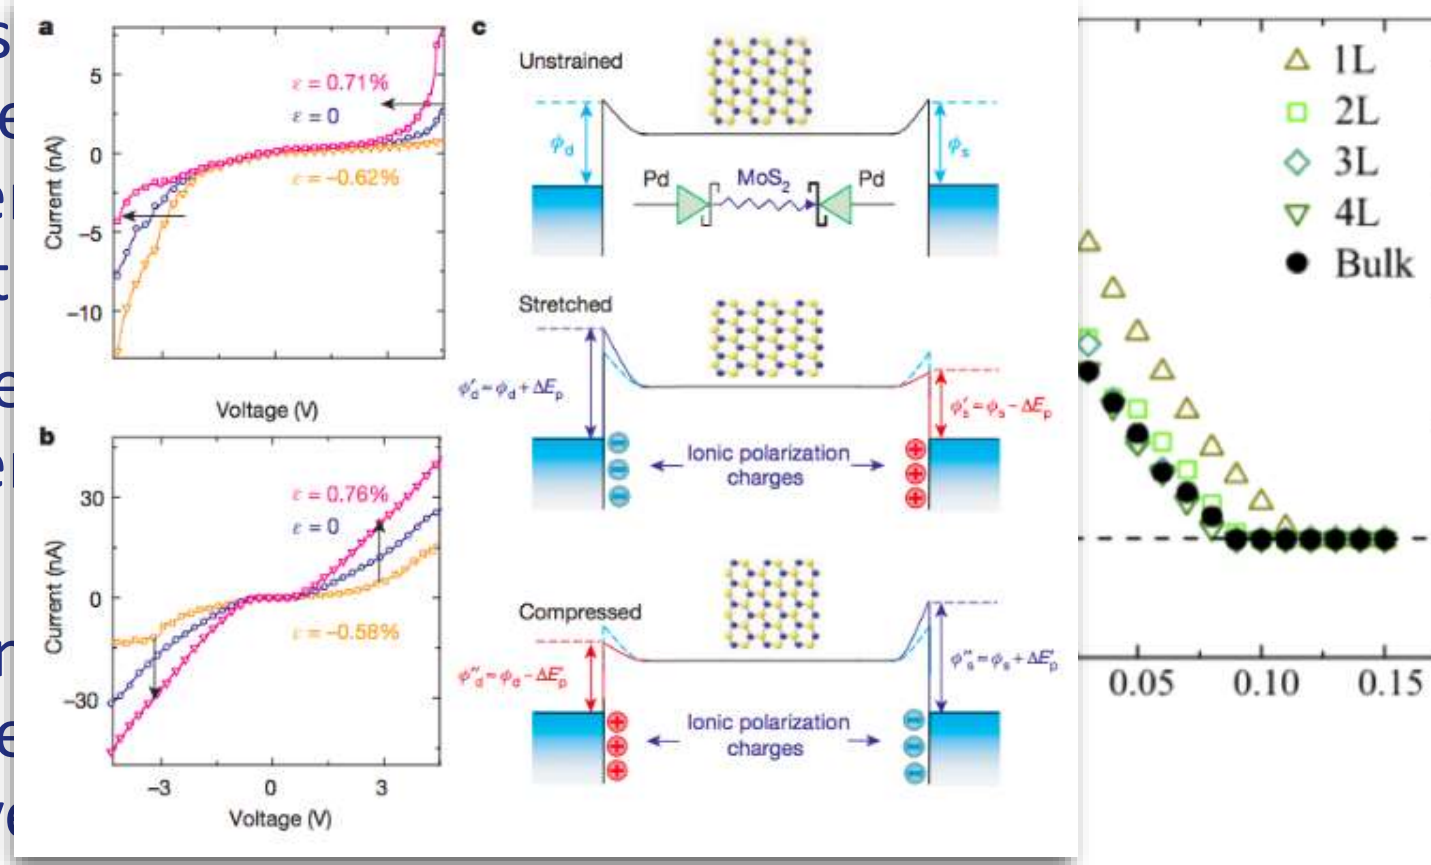 a
5
0
−5
−10
Current (nA)
ε = 0.71%
ε = 0
ε = −0.62%
Voltage (V)
b
30
0
−30
Current (nA)
ε = 0.76%
ε = 0
ε = −0.58%
−3 0 3
Voltage (V)
c
Unstrained
ϕd
ϕs
Pd MoS₂ Pd
Stretched
ϕ′d = ϕd + ΔEp
ϕ′s = ϕs − ΔEp
Ionic polarization
charges
Compressed
ϕ″d = ϕd − ΔE′p
ϕ″s = ϕs + ΔE′p
Ionic polarization
charges
1L
2L
3L
4L
Bulk
0.05 0.10 0.15